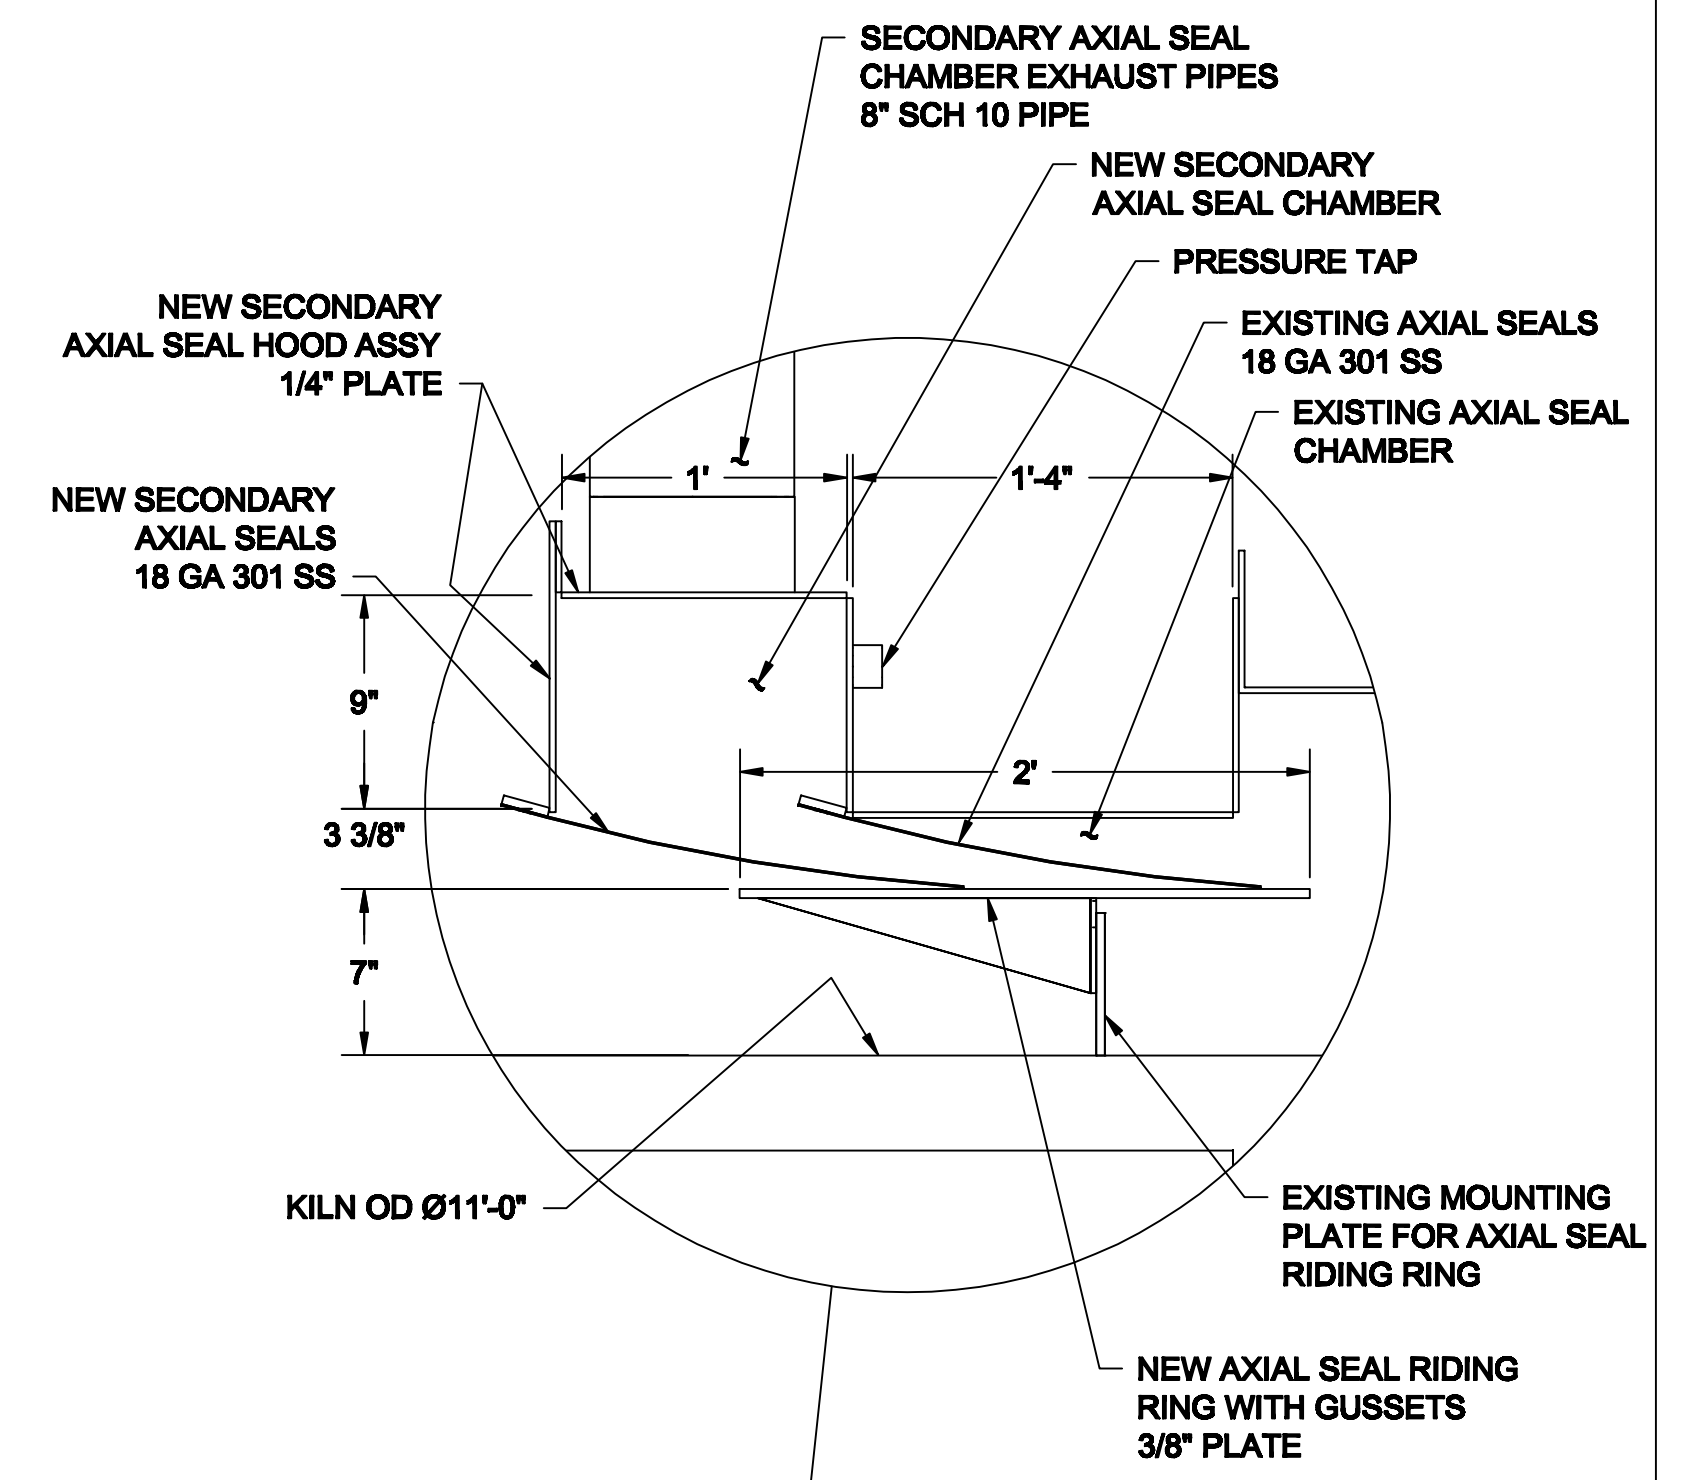 SECONDARY AXIAL SEAL
CHAMBER EXHAUST PIPES
8" SCH 10 PIPE
NEW SECONDARY
AXIAL SEAL CHAMBER
PRESSURE TAP
NEW SECONDARY
AXIAL SEAL HOOD ASSY
1/4" PLATE
EXISTING AXIAL SEALS
18 GA 301 SS
EXISTING AXIAL SEAL
CHAMBER
1'
1'-4"
NEW SECONDARY
AXIAL SEALS
18 GA 301 SS
9"
2'
3 3/8"
7"
KILN OD Ø11'-0"
EXISTING MOUNTING
PLATE FOR AXIAL SEAL
RIDING RING
NEW AXIAL SEAL RIDING
RING WITH GUSSETS
3/8" PLATE